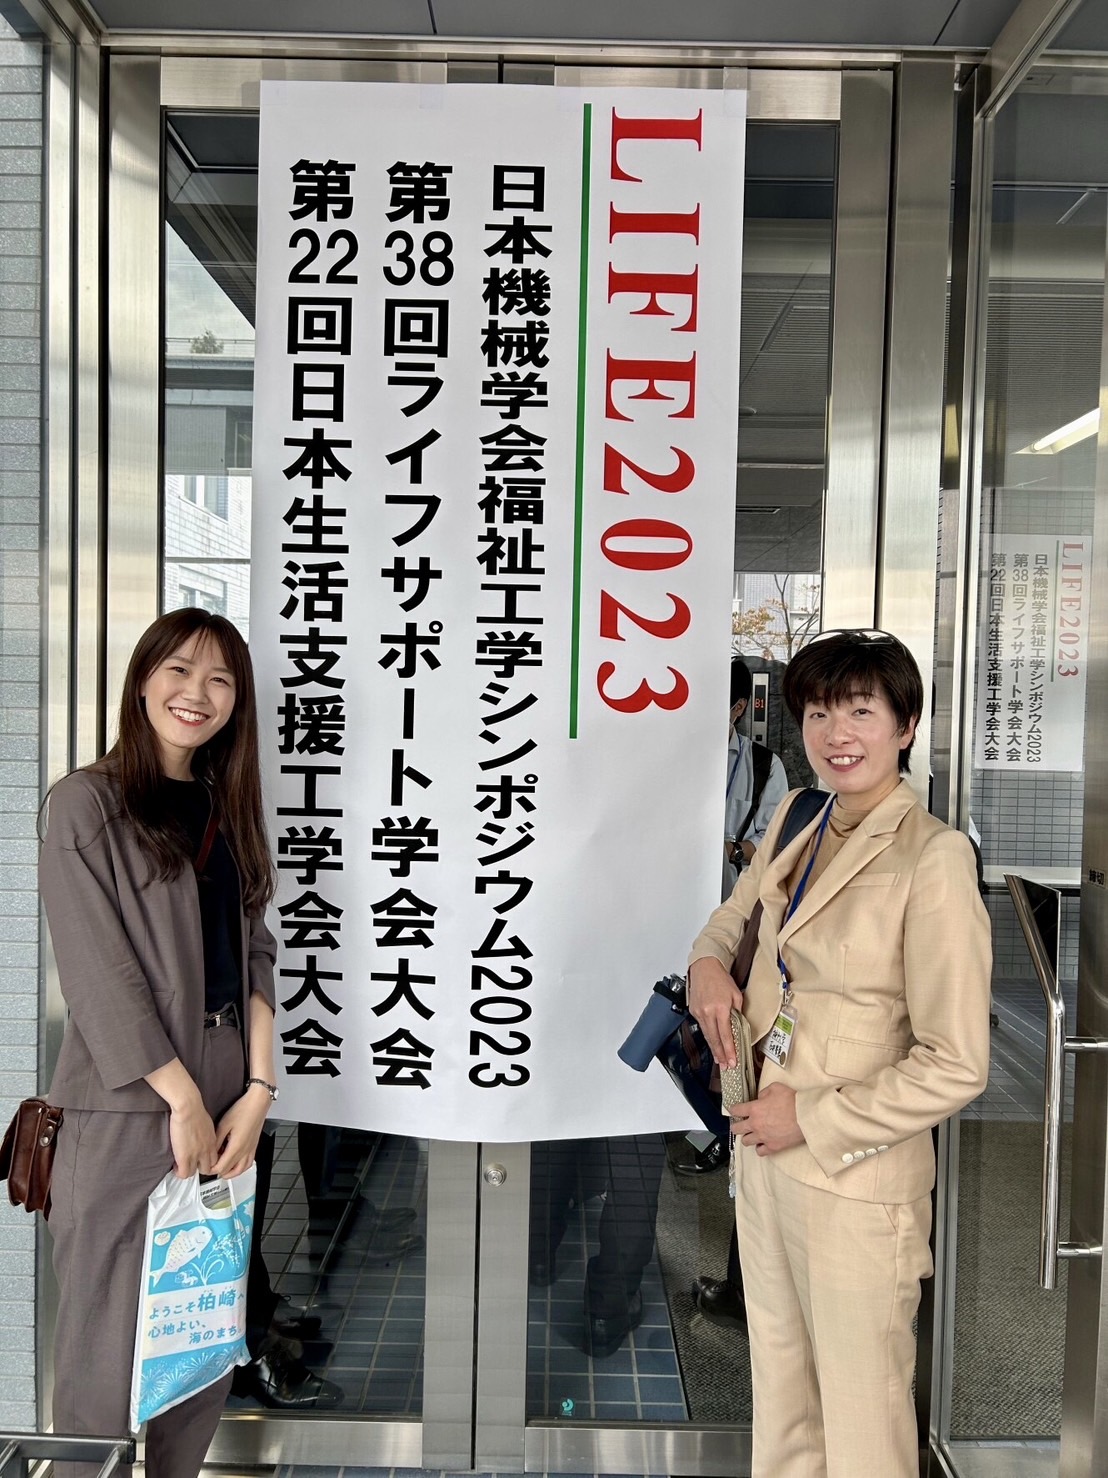 LIFE2023
日本機械学会福祉工学シンポジウム2023
第38回ライフサポート学会大会
第22回日本生活支援工学会大会
LIFE2023
日本機械学会福祉工学シンポジウム2023
第38回ライフサポート学会大会
第22回日本生活支援工学会大会
B1
ようこそ柏崎へ
心地よい、
海のまち。